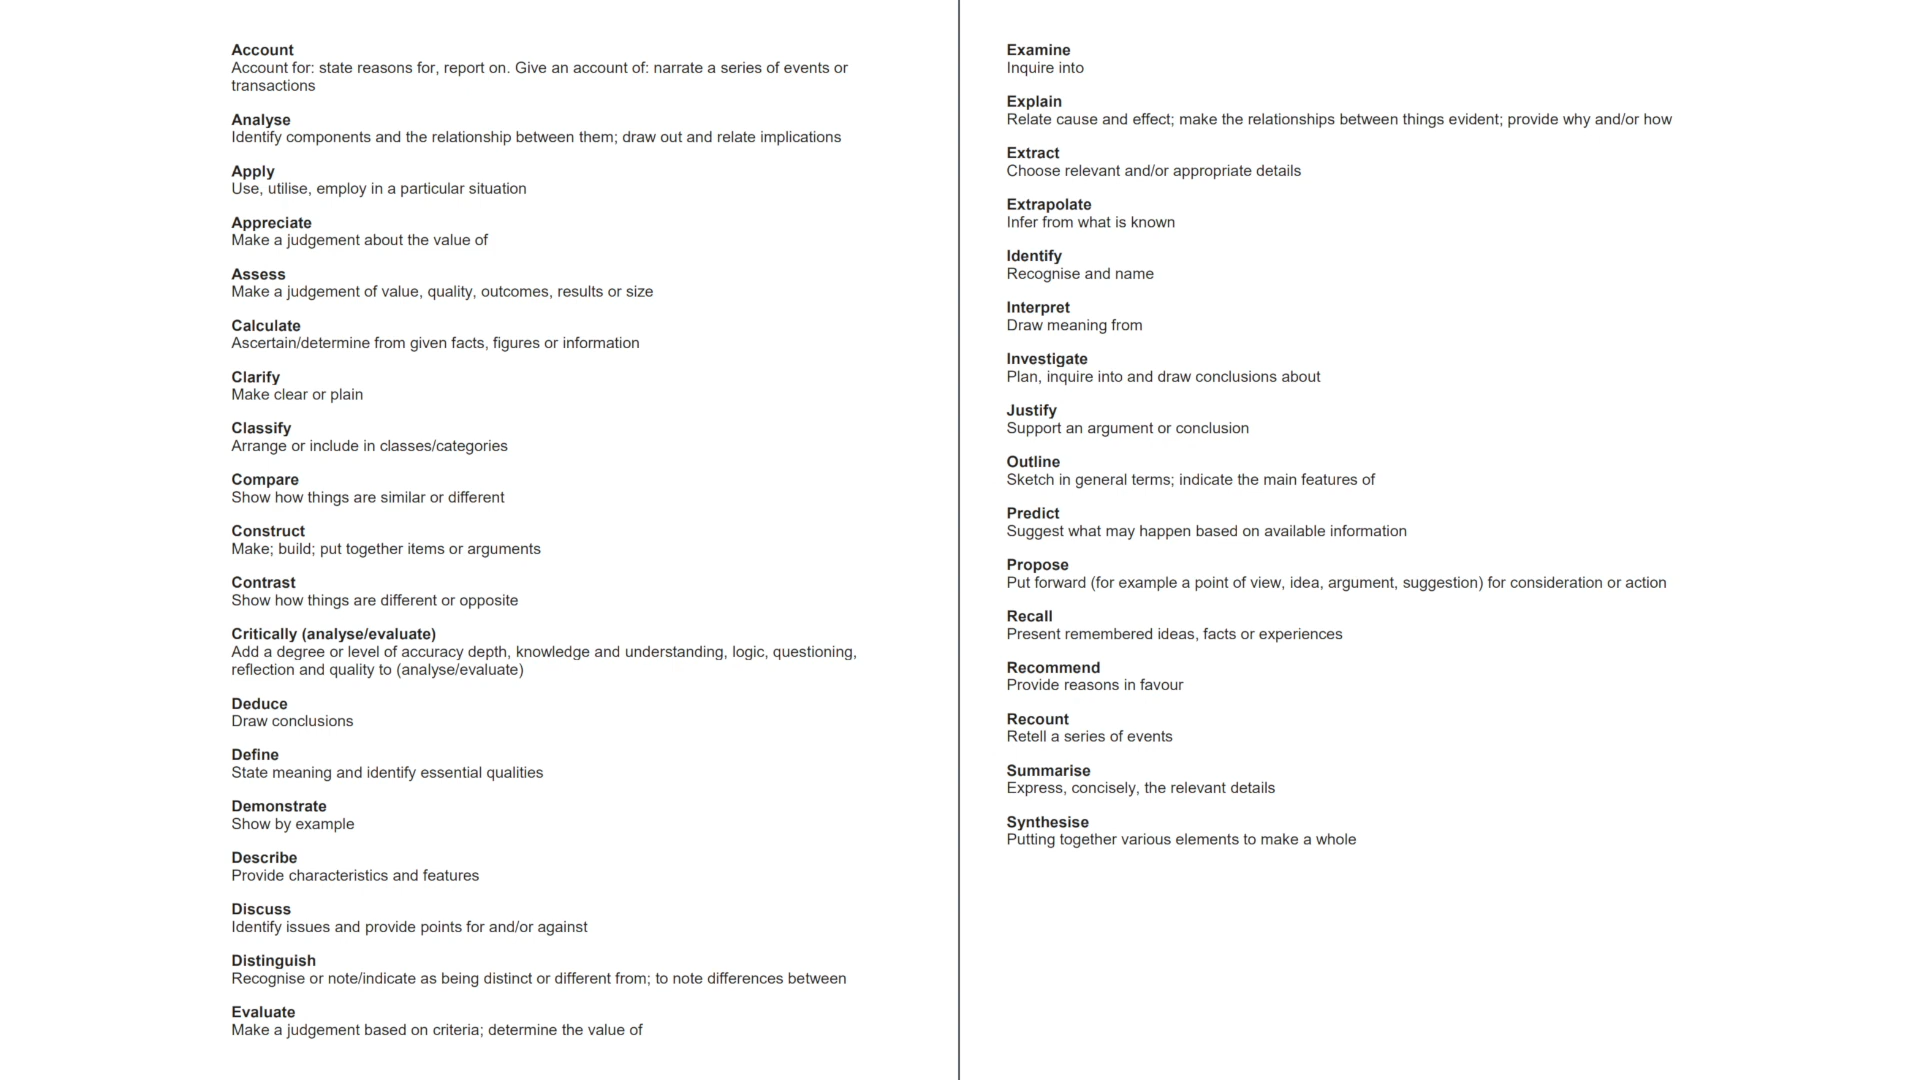 Account
Account for: state reasons for, report on. Give an account of: narrate a series of events or
transactions
Analyse
Identify components and the relationship between them; draw out and relate implications
Apply
Use, utilise, employ in a particular situation
Appreciate
Make a judgement about the value of
Assess
Make a judgement of value, quality, outcomes, results or size
Calculate
Ascertain/determine from given facts, figures or information
Clarify
Make clear or plain
Classify
Arrange or include in classes/categories
Compare
Show how things are similar or different
Construct
Make; build; put together items or arguments
Contrast
Show how things are different or opposite
Critically (analyse/evaluate)
Add a degree or level of accuracy depth, knowledge and understanding, logic, questioning,
reflection and quality to (analyse/evaluate)
Deduce
Draw conclusions
Define
State meaning and identify essential qualities
Demonstrate
Show by example
Describe
Provide characteristics and features
Discuss
Identify issues and provide points for and/or against
Distinguish
Recognise or note/indicate as being distinct or different from; to note differences between
Evaluate
Make a judgement based on criteria; determine the value of
Examine
Inquire into
Explain
Relate cause and effect; make the relationships between things evident; provide why and/or how
Extract
Choose relevant and/or appropriate details
Extrapolate
Infer from what is known
Identify
Recognise and name
Interpret
Draw meaning from
Investigate
Plan, inquire into and draw conclusions about
Justify
Support an argument or conclusion
Outline
Sketch in general terms; indicate the main features of
Predict
Suggest what may happen based on available information
Propose
Put forward (for example a point of view, idea, argument, suggestion) for consideration or action
Recall
Present remembered ideas, facts or experiences
Recommend
Provide reasons in favour
Recount
Retell a series of events
Summarise
Express, concisely, the relevant details
Synthesise
Putting together various elements to make a whole